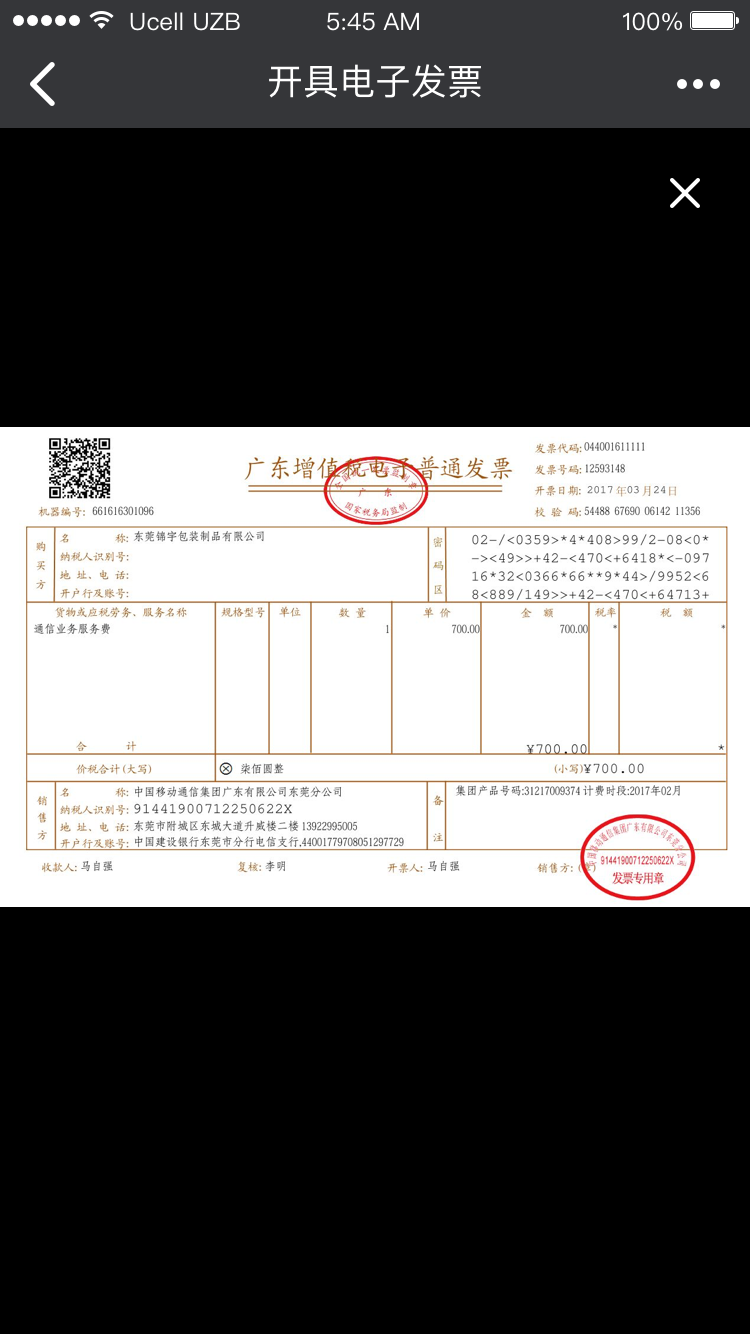 Ucell UZB 5:45 AM 100%
开具电子发票
广东增值税电子普通发票
发票代码: 044001611111
发票号码: 12593148
开票日期: 2017年03月24日
机器编号: 661616301096
校 验 码: 54488 67690 06142 11356
广 东
国家税务局监制
购买方
名 称: 东莞锦宇包装制品有限公司
纳税人识别号:
地 址、电 话:
开户行及账号:
密码区
02-/<0359>*4*408>99/2-08<0*
-><49>>+42-<470<+6418*<-097
16*32<0366*66**9*44>/9952<6
8<889/149>>+42-<470<+64713+
货物或应税劳务、服务名称 规格型号 单位 数 量 单 价 金 额 税率 税 额
通信业务服务费 1 700.00 700.00 * *
合 计 ¥700.00 *
价税合计(大写) ⊗ 柒佰圆整 (小写)¥700.00
销售方
名 称: 中国移动通信集团广东有限公司东莞分公司
纳税人识别号: 91441900712250622X
地 址、电 话: 东莞市附城区东城大道升威楼二楼 13922995005
开户行及账号: 中国建设银行东莞市分行电信支行,44001779708051297729
备注
集团产品号码:31217009374 计费时段:2017年02月
收款人: 马自强 复核: 李明 开票人: 马自强 销售方: (章)
中国移动通信集团广东有限公司东莞分公司
91441900712250622X
发票专用章